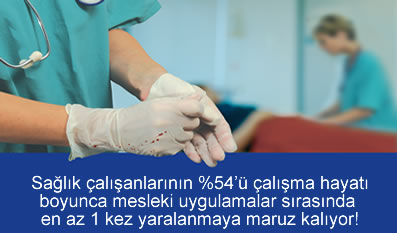 Sağlık çalışanlarının %54'ü çalışma hayatı
boyunca mesleki uygulamalar sırasında
en az 1 kez yaralanmaya maruz kalıyor!